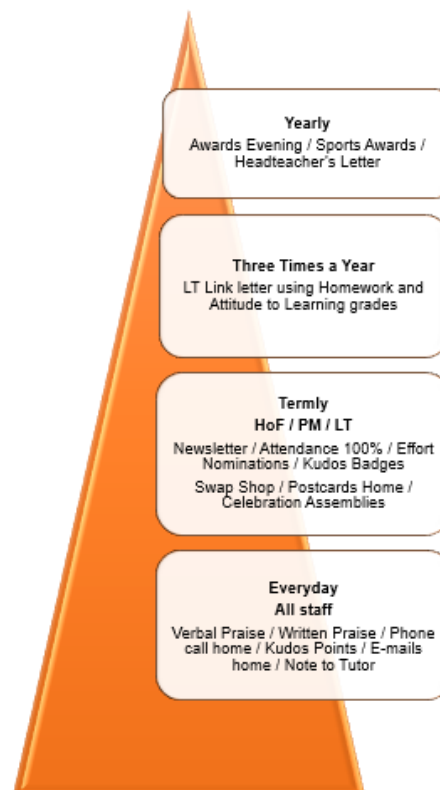 Yearly
Awards Evening / Sports Awards /
Headteacher's Letter
Three Times a Year
LT Link letter using Homework and
Attitude to Learning grades
Termly
HoF / PM / LT
Newsletter / Attendance 100% / Effort
Nominations / Kudos Badges
Swap Shop / Postcards Home /
Celebration Assemblies
Everyday
All staff
Verbal Praise / Written Praise / Phone
call home / Kudos Points / E-mails
home / Note to Tutor